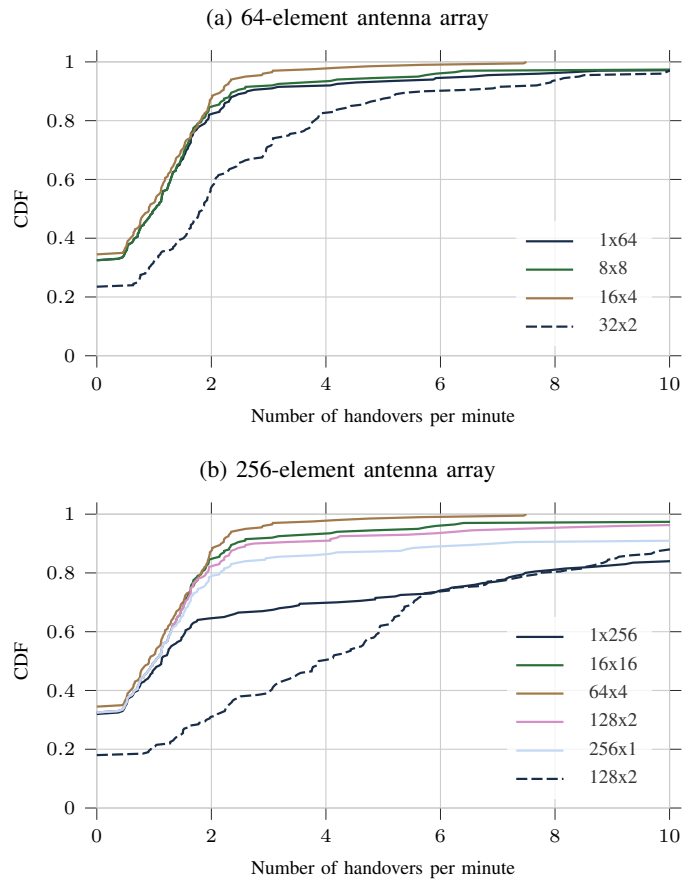 (a) 64-element antenna array
1
0.8
0.6
0.4
0.2
0
CDF
1x64
8x8
16x4
32x2
0 2 4 6 8 10
Number of handovers per minute
(b) 256-element antenna array
1
0.8
0.6
0.4
0.2
0
CDF
1x256
16x16
64x4
128x2
256x1
128x2
0 2 4 6 8 10
Number of handovers per minute